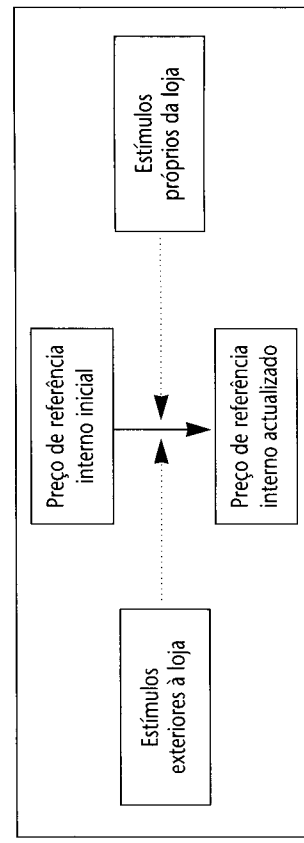 Preço de referência
interno inicial
Estímulos
exteriores à loja
Estímulos
próprios da loja
Preço de referência
interno actualizado